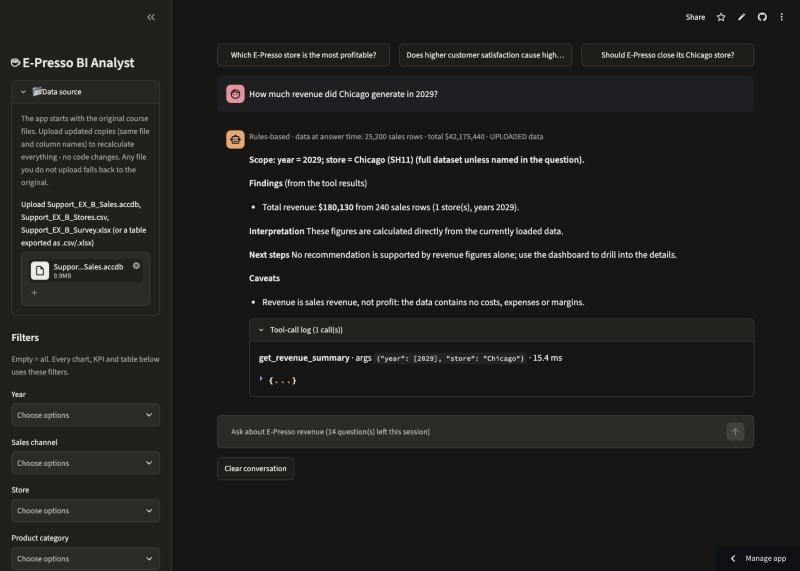 Share
E-Presso BI Analyst
Data source
The app starts with the original course
files. Upload updated copies (same file
and column names) to recalculate
everything - no code changes. Any file
you do not upload falls back to the
original.
Upload Support_EX_B_Sales.accdb,
Support_EX_B_Stores.csv,
Support_EX_B_Survey.xlsx (or a table
exported as .csv/.xlsx)
Suppor...Sales.accdb
9.9MB
+
Filters
Empty = all. Every chart, KPI and table below
uses these filters.
Year
Choose options
Sales channel
Choose options
Store
Choose options
Product category
Choose options
Which E-Presso store is the most profitable?
Does higher customer satisfaction cause high...
Should E-Presso close its Chicago store?
How much revenue did Chicago generate in 2029?
Rules-based · data at answer time: 25,200 sales rows · total $42,175,440 · UPLOADED data
Scope: year = 2029; store = Chicago (SH11) (full dataset unless named in the question).
Findings (from the tool results)
• Total revenue: $180,130 from 240 sales rows (1 store(s), years 2029).
Interpretation These figures are calculated directly from the currently loaded data.
Next steps No recommendation is supported by revenue figures alone; use the dashboard to drill into the details.
Caveats
• Revenue is sales revenue, not profit: the data contains no costs, expenses or margins.
Tool-call log (1 call(s))
get_revenue_summary · args {"year": [2029], "store": "Chicago"} · 15.4 ms
{...}
Ask about E-Presso revenue (14 question(s) left this session)
Clear conversation
Manage app